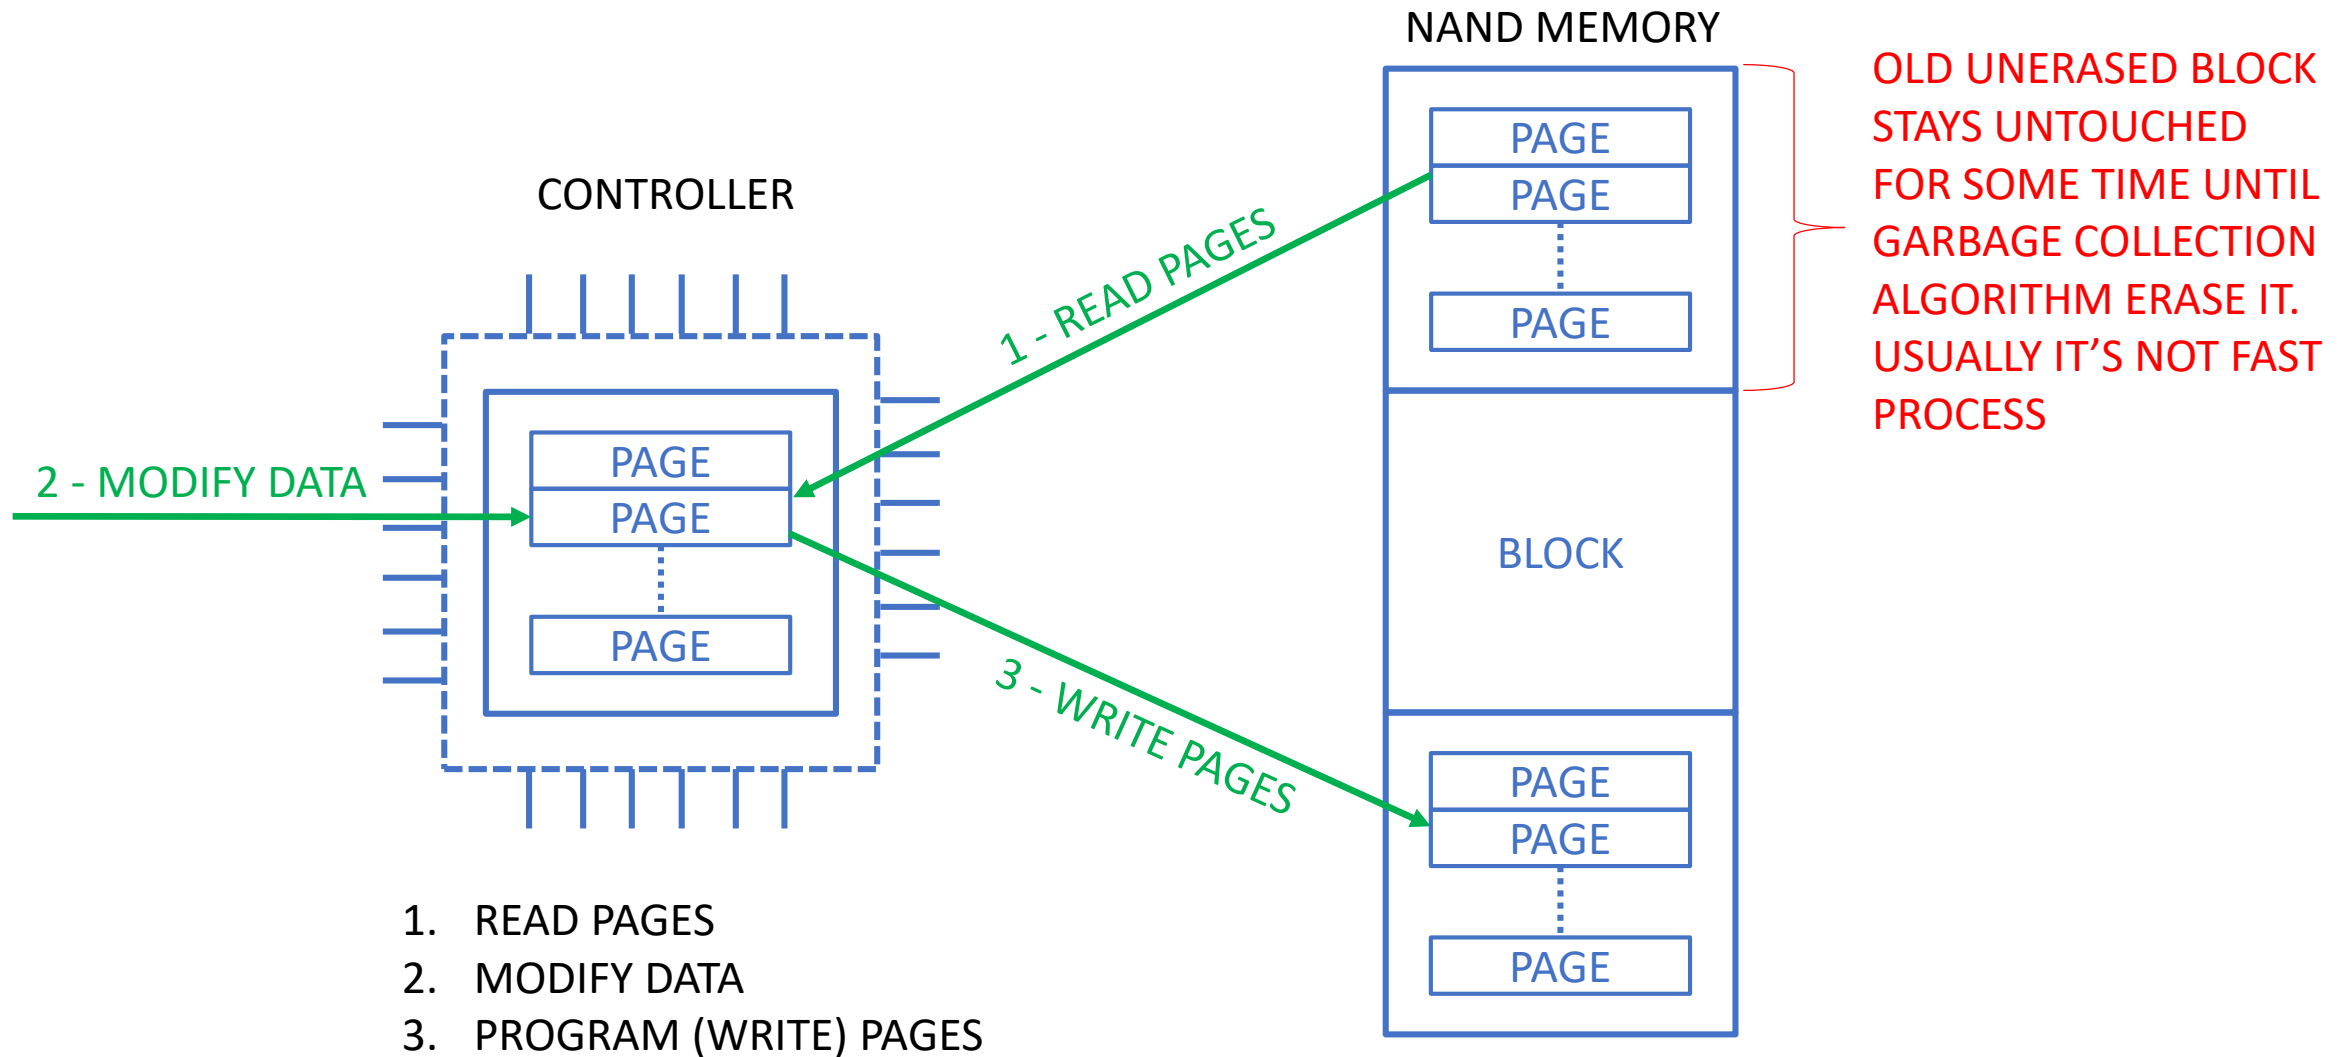 NAND MEMORY
OLD UNERASED BLOCK
STAYS UNTOUCHED
FOR SOME TIME UNTIL
GARBAGE COLLECTION
ALGORITHM ERASE IT.
USUALLY IT’S NOT FAST
PROCESS
PAGE
PAGE
PAGE
CONTROLLER
1 - READ PAGES
2 - MODIFY DATA
PAGE
PAGE
PAGE
BLOCK
3 - WRITE PAGES
PAGE
PAGE
PAGE
1. READ PAGES
2. MODIFY DATA
3. PROGRAM (WRITE) PAGES